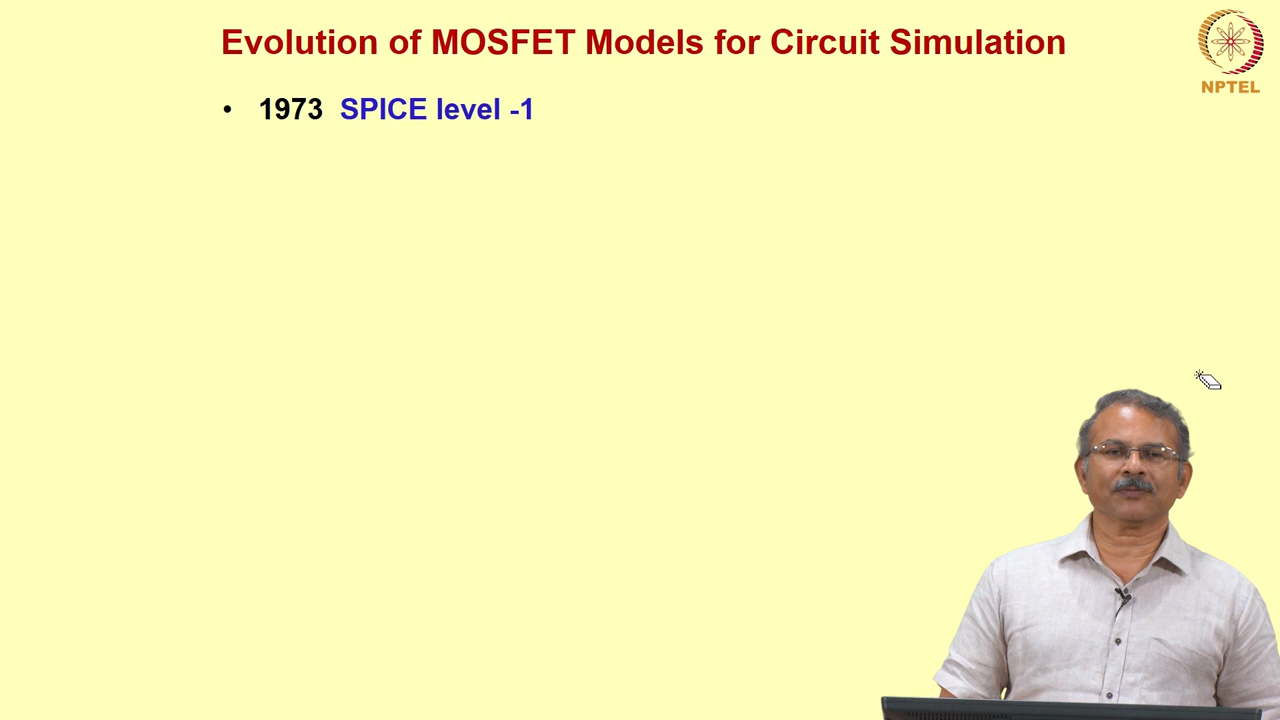 Evolution of MOSFET Models for Circuit Simulation
• 1973 SPICE level -1
NPTEL